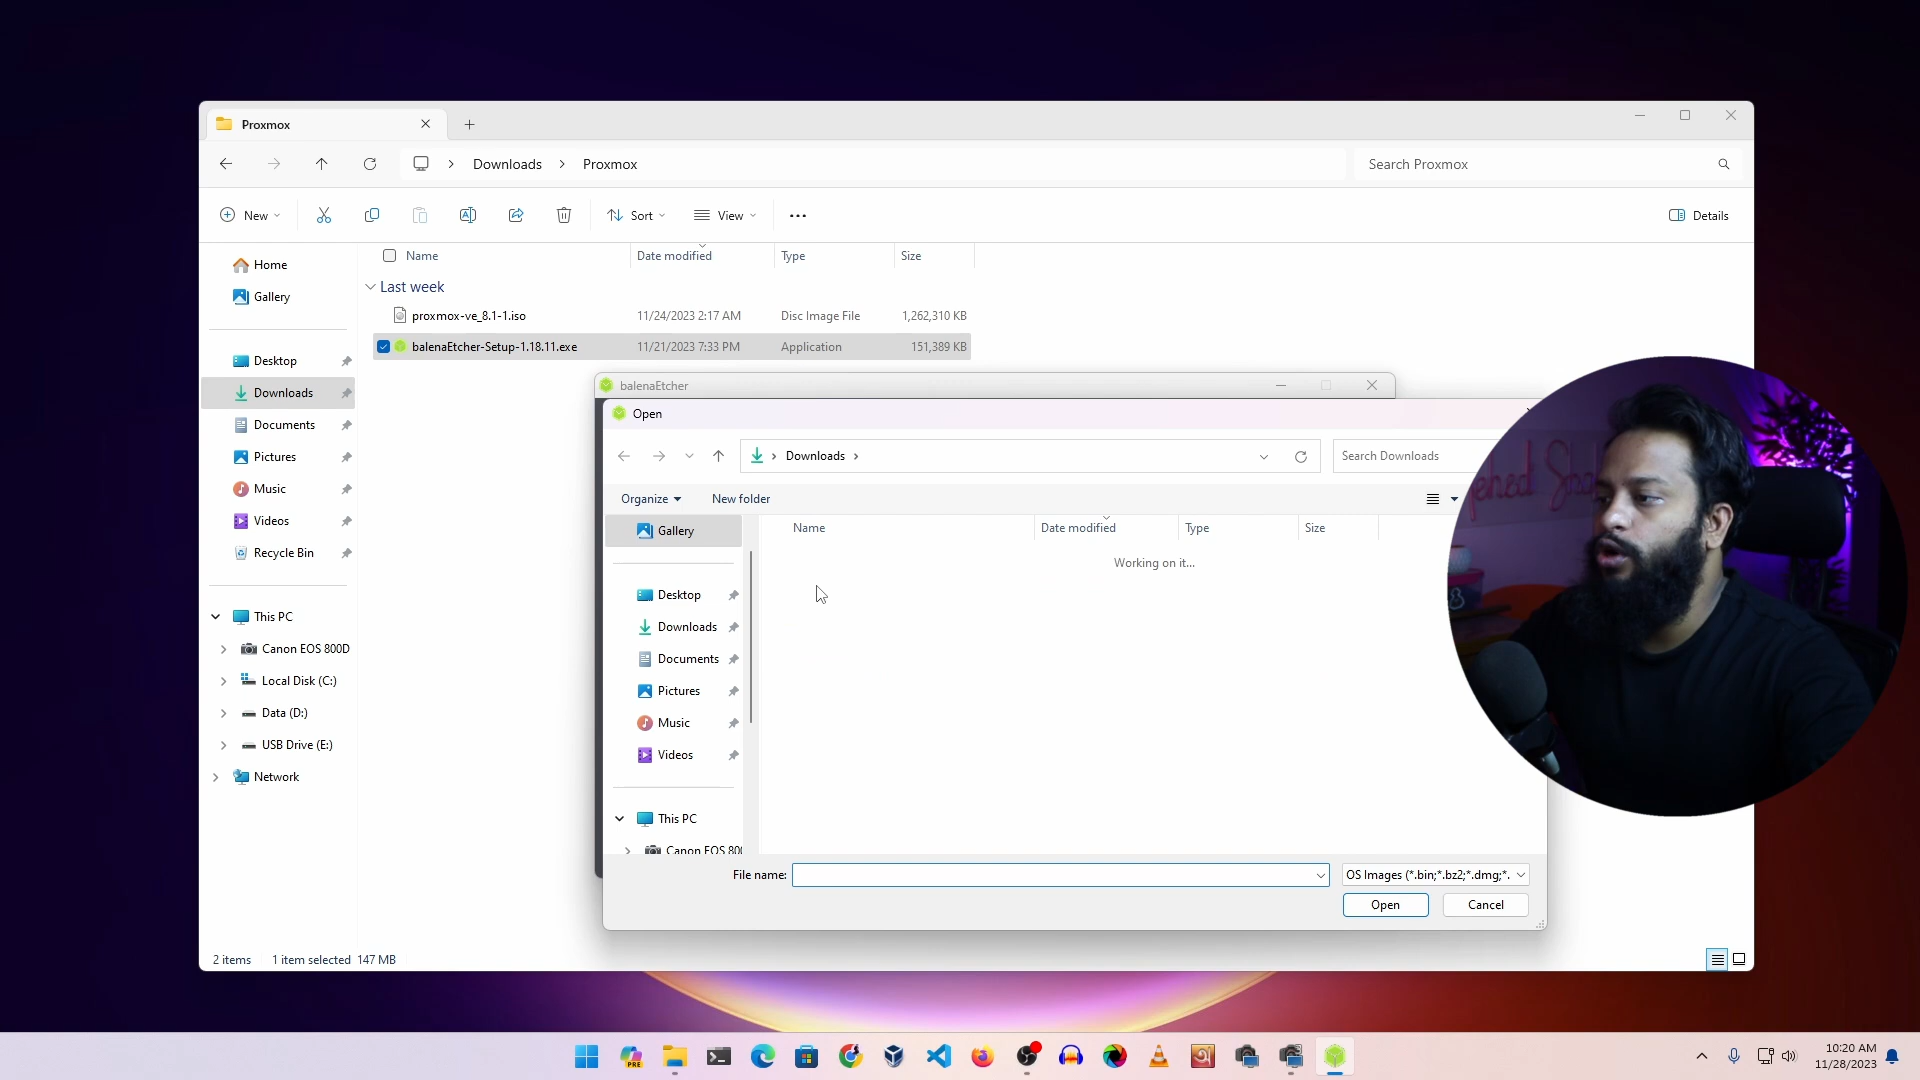 Proxmox
Downloads
Proxmox
Search Proxmox
New
Sort
View
Details
Name
Date modified
Type
Size
Home
Gallery
Desktop
Downloads
Documents
Pictures
Music
Videos
Recycle Bin
This PC
Canon EOS 800D
Local Disk (C:)
Data (D:)
USB Drive (E:)
Network
Last week
proxmox-ve_8.1-1.iso 11/24/2023 2:17 AM Disc Image File 1,262,310 KB
balenaEtcher-Setup-1.18.11.exe 11/21/2023 7:33 PM Application 151,389 KB
balenaEtcher
Open
Downloads
Search Downloads
Organize
New folder
Name
Date modified
Type
Size
Working on it...
Gallery
Desktop
Downloads
Documents
Pictures
Music
Videos
This PC
Canon EOS 80
File name:
OS Images (*.bin;*.bz2;*.dmg;*.
Open
Cancel
2 items
1 item selected 147 MB
PRE
10:20 AM
11/28/2023